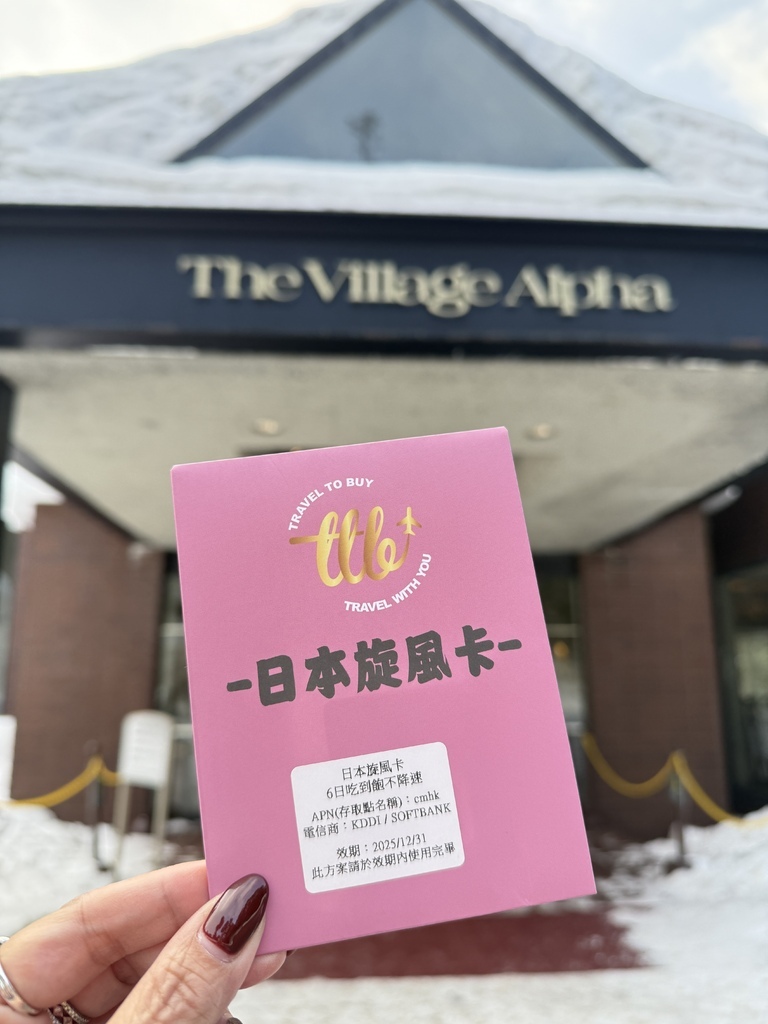 The Village Alpha
TRAVEL TO BUY
ttb
TRAVEL WITH YOU
-日本旋風卡-
日本旋風卡
6日吃到飽不降速
APN(存取點名稱)：cmhk
電信商：KDDI / SOFTBANK
效期：2025/12/31
此方案請於效期內使用完畢